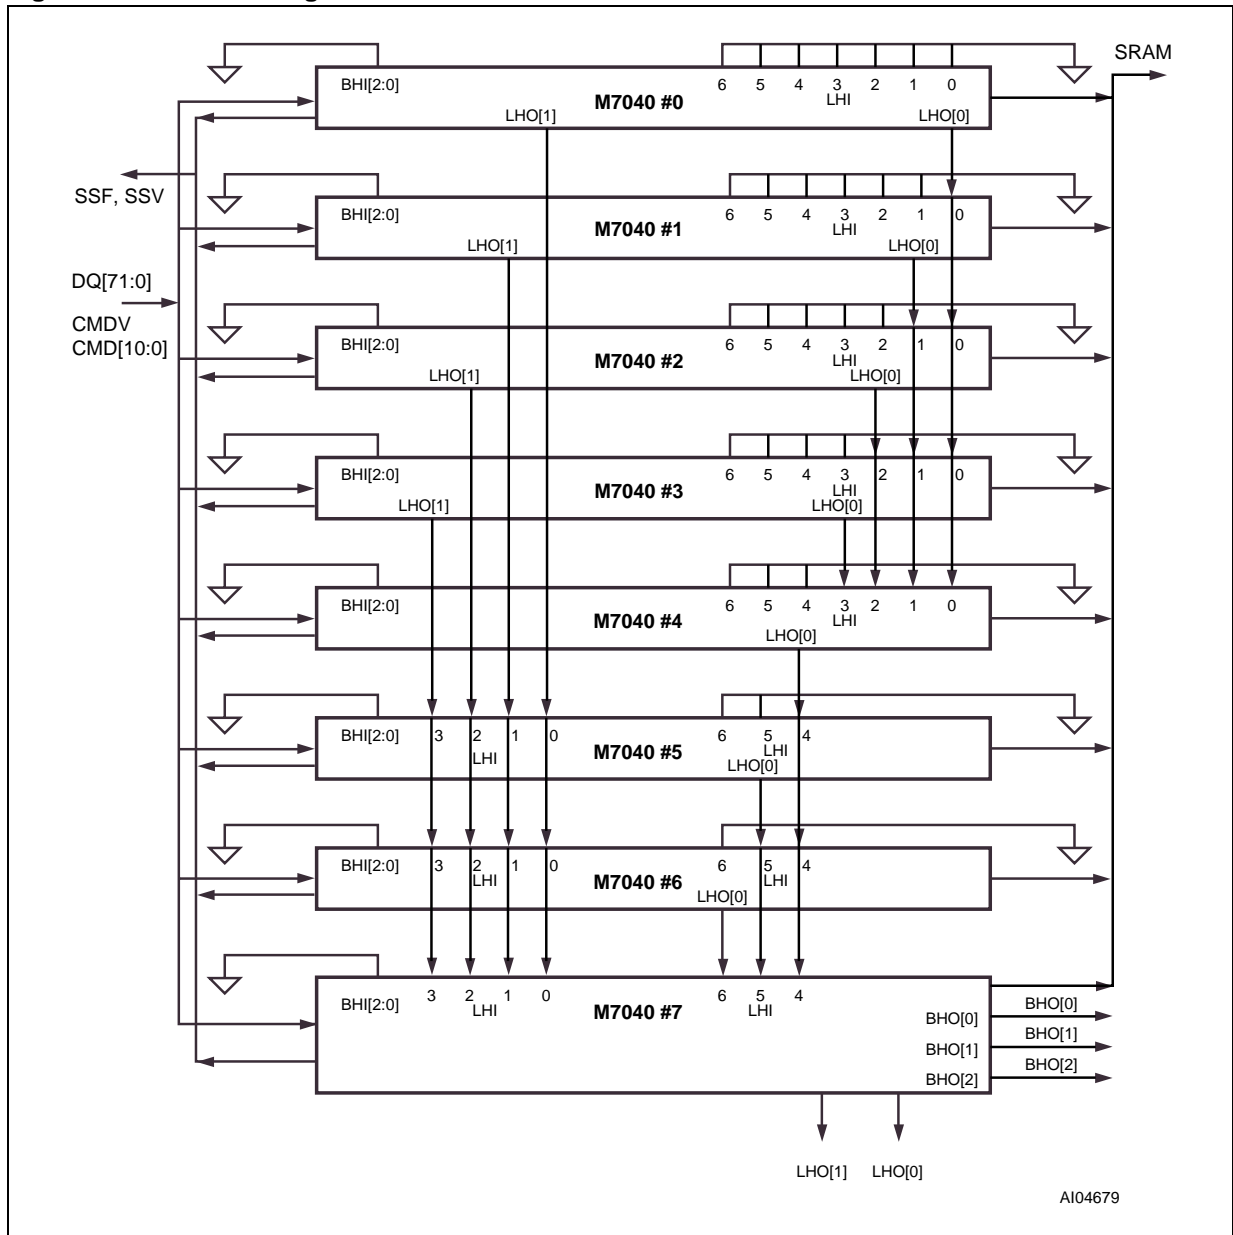 SRAM
BHI[2:0] 6 5 4 3 2 1 0
M7040 #0 LHI
LHO[1] LHO[0]
SSF, SSV
BHI[2:0] 6 5 4 3 2 1 0
M7040 #1 LHI
LHO[1] LHO[0]
DQ[71:0]
CMDV
CMD[10:0]
BHI[2:0] 6 5 4 3 2 1 0
M7040 #2 LHI
LHO[1] LHO[0]
BHI[2:0] 6 5 4 3 2 1 0
M7040 #3 LHI
LHO[1] LHO[0]
BHI[2:0] 6 5 4 3 2 1 0
M7040 #4 LHI
LHO[0]
BHI[2:0] 3 2 1 0 6 5 4
LHI M7040 #5 LHI
LHO[0]
BHI[2:0] 3 2 1 0 6 5 4
LHI M7040 #6 LHI
LHO[0]
BHI[2:0] 3 2 1 0 6 5 4
LHI M7040 #7 LHI
BHO[0] BHO[0]
BHO[1] BHO[1]
BHO[2] BHO[2]
LHO[1] LHO[0]
AI04679